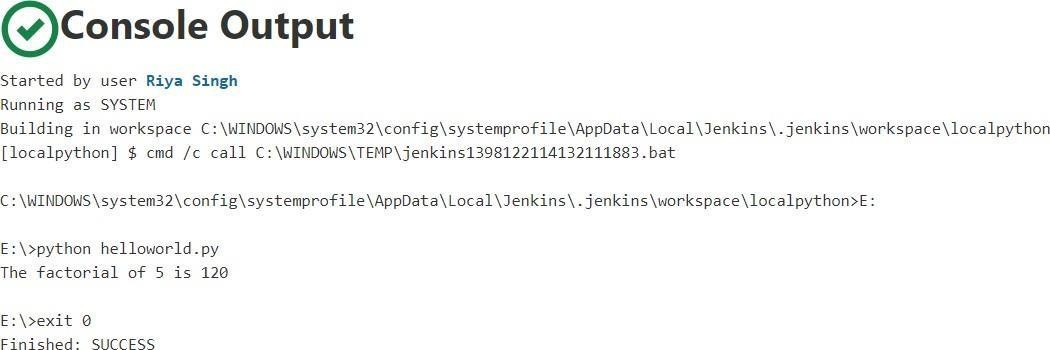 Console Output
Started by user Riya Singh
Running as SYSTEM
Building in workspace C:\WINDOWS\system32\config\systemprofile\AppData\Local\Jenkins\.jenkins\workspace\localpython
[localpython] $ cmd /c call C:\WINDOWS\TEMP\jenkins1398122114132111883.bat
C:\WINDOWS\system32\config\systemprofile\AppData\Local\Jenkins\.jenkins\workspace\localpython>E:
E:\>python helloworld.py
The factorial of 5 is 120
E:\>exit 0
Finished: SUCCESS